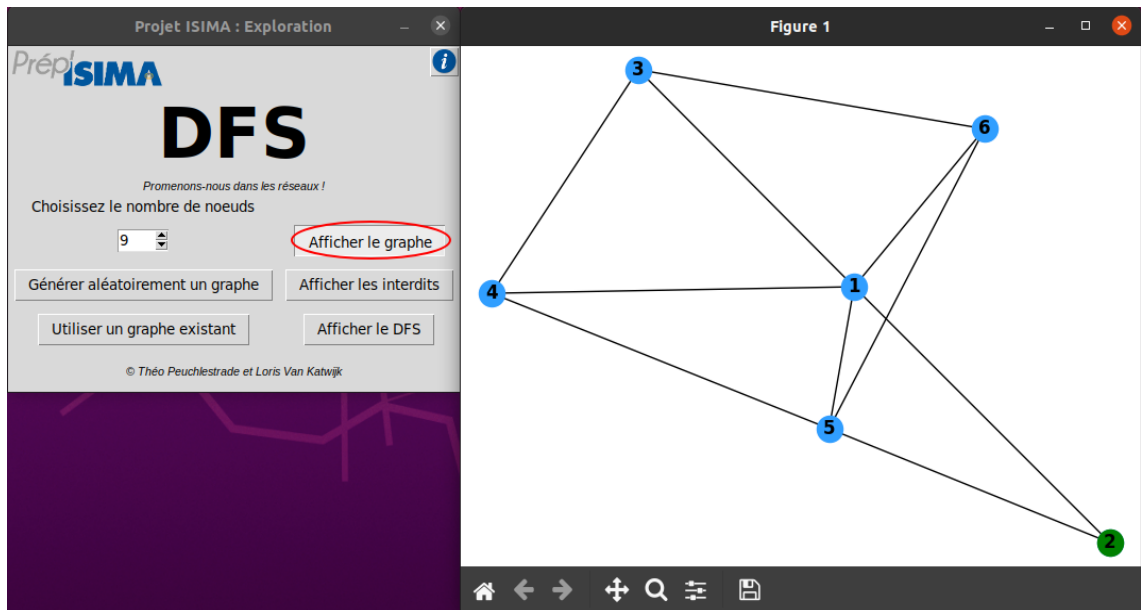 Projet ISIMA : Exploration
Prép'ISIMA
i
DFS
Promenons-nous dans les réseaux !
Choisissez le nombre de noeuds
9
Afficher le graphe
Générer aléatoirement un graphe
Afficher les interdits
Utiliser un graphe existant
Afficher le DFS
© Théo Peuchlestrade et Loris Van Katwijk
Figure 1
3
6
1
4
5
2